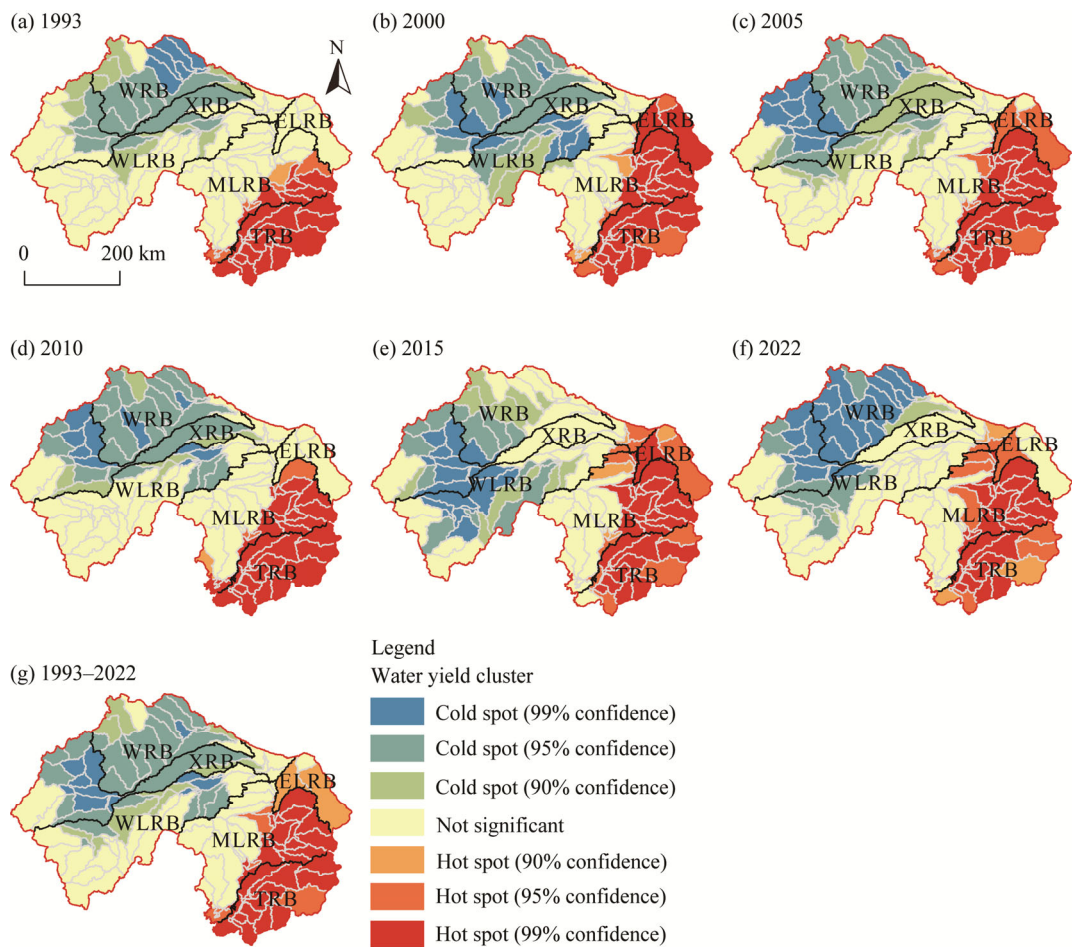 (a) 1993
(b) 2000
(c) 2005
N
WRB
XRB
ELRB
WLRB
MLRB
TRB
0 200 km
WRB
XRB
ELRB
WLRB
MLRB
TRB
WRB
XRB
ELRB
WLRB
MLRB
TRB
(d) 2010
(e) 2015
(f) 2022
WRB
XRB
ELRB
WLRB
MLRB
TRB
WRB
XRB
ELRB
WLRB
MLRB
TRB
WRB
XRB
ELRB
WLRB
MLRB
TRB
(g) 1993–2022
WRB
XRB
ELRB
WLRB
MLRB
TRB
Legend
Water yield cluster
Cold spot (99% confidence)
Cold spot (95% confidence)
Cold spot (90% confidence)
Not significant
Hot spot (90% confidence)
Hot spot (95% confidence)
Hot spot (99% confidence)